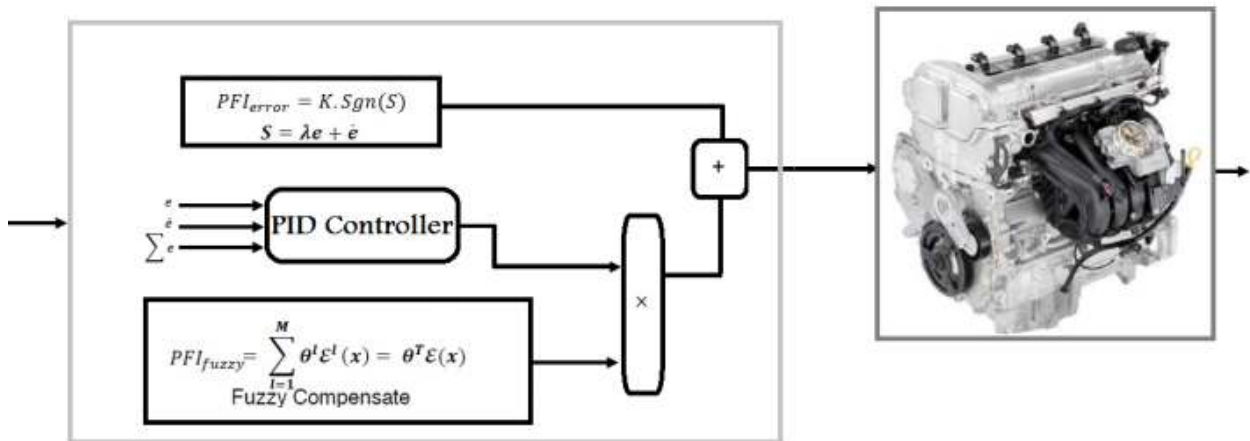 PFI_error = K.Sgn(S)
S = λe + ė
+
e
ė
∑ e
PID Controller
×
PFI_fuzzy = ∑_{l=1}^{M} θ^l ℰ^l (x) = θ^T ℰ(x)
Fuzzy Compensate